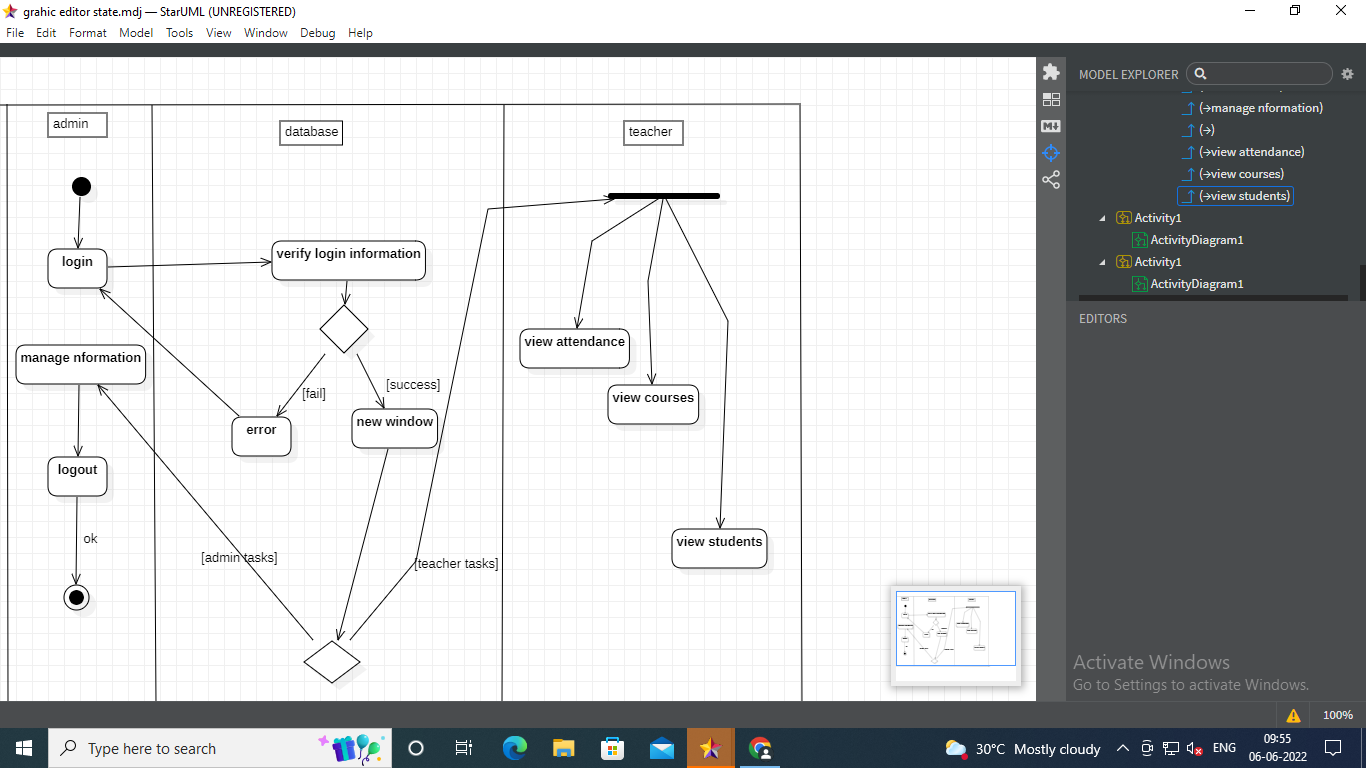 grahic editor state.mdj — StarUML (UNREGISTERED)
File Edit Format Model Tools View Window Debug Help
admin
database
teacher
login
verify login information
manage nformation
view attendance
[fail]
[success]
view courses
error
new window
logout
ok
view students
[admin tasks]
[teacher tasks]
MODEL EXPLORER
(→manage nformation)
(→)
(→view attendance)
(→view courses)
(→view students)
Activity1
ActivityDiagram1
Activity1
ActivityDiagram1
EDITORS
Activate Windows
Go to Settings to activate Windows.
100%
Type here to search
30°C Mostly cloudy
ENG
09:55
06-06-2022